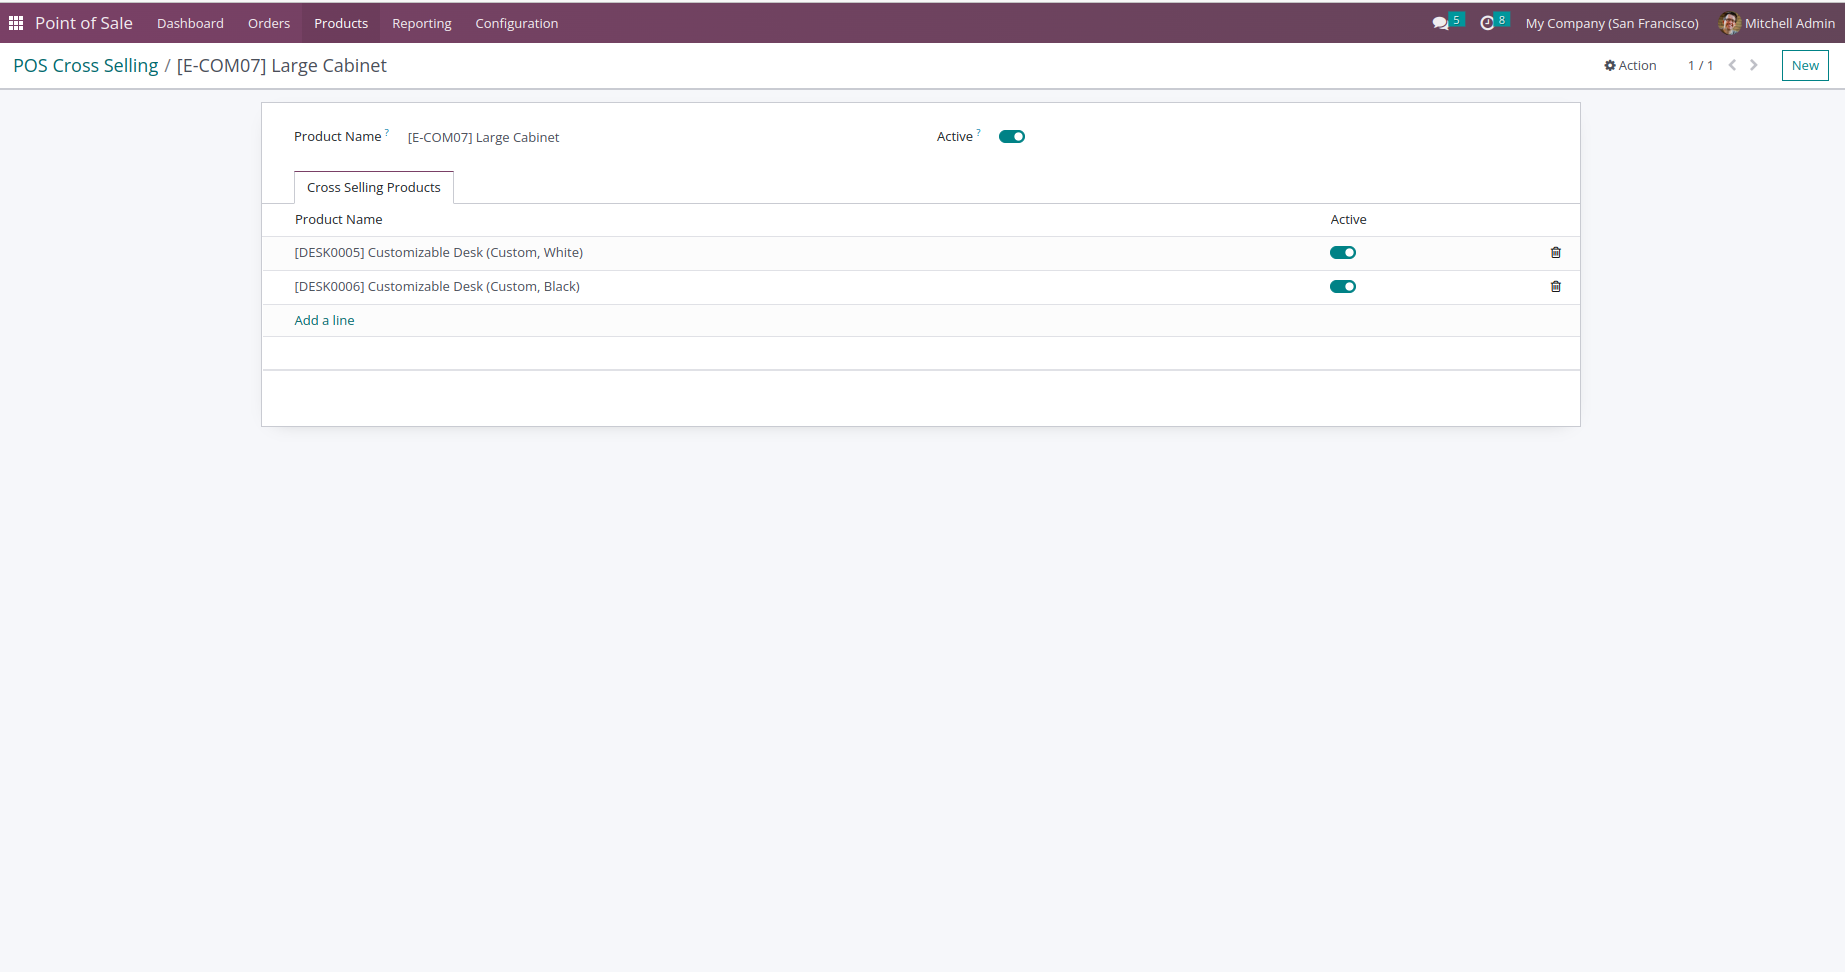 Point of Sale Dashboard Orders Products Reporting Configuration 5 8 My Company (San Francisco) Mitchell Admin
POS Cross Selling / [E-COM07] Large Cabinet Action 1 / 1 New
Product Name ? [E-COM07] Large Cabinet Active ?
Cross Selling Products
Product Name Active
[DESK0005] Customizable Desk (Custom, White)
[DESK0006] Customizable Desk (Custom, Black)
Add a line